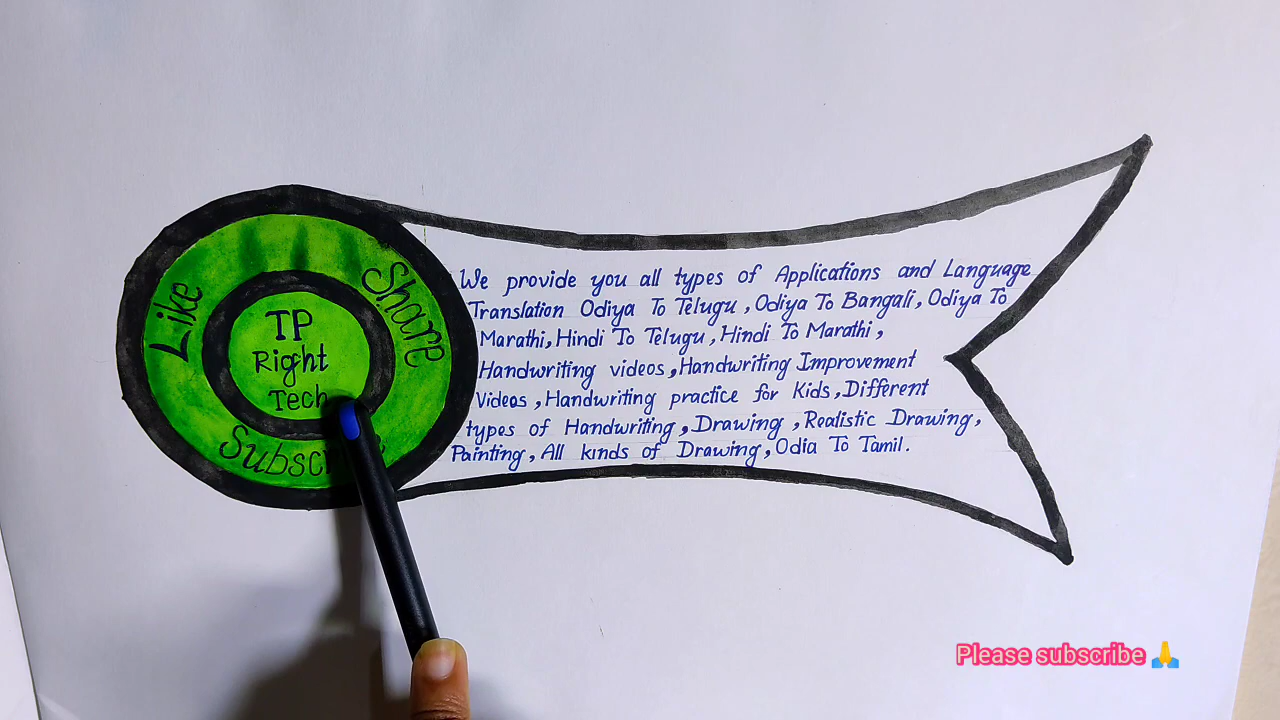 Like
Share
TP
Right
Tech
We provide you all types of Applications and Language
Translation Odiya To Telugu, Odiya To Bangali, Odiya To
Marathi, Hindi To Telugu, Hindi To Marathi,
Handwriting videos, Handwriting Improvement
Videos, Handwriting practice for Kids, Different
types of Handwriting, Drawing, Realistic Drawing,
Painting, All kinds of Drawing, Odia To Tamil.
Please subscribe 🙏